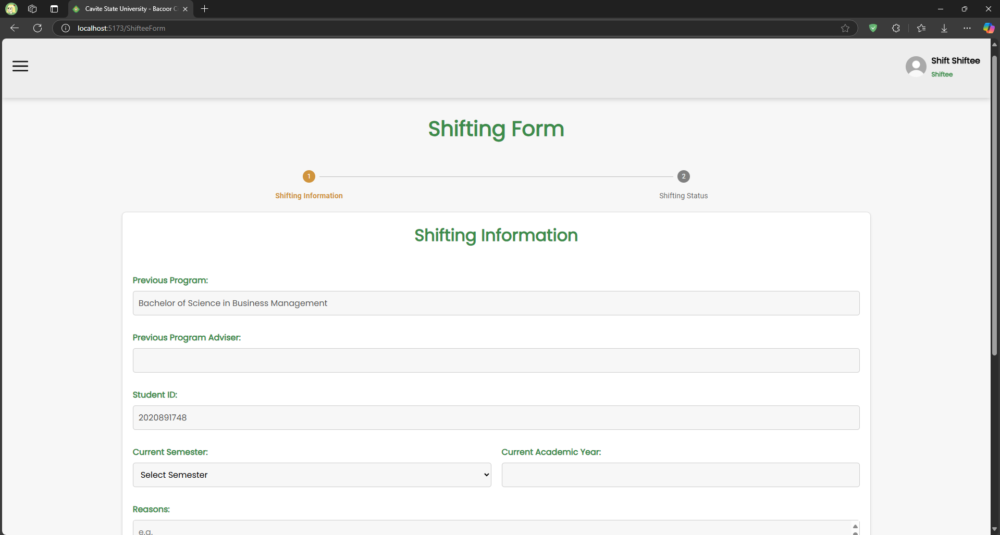 Cavite State University - Bacoor C
localhost:5173/ShifteeForm
Shift Shiftee
Shiftee
Shifting Form
1
2
Shifting Information
Shifting Status
Shifting Information
Previous Program:
Bachelor of Science in Business Management
Previous Program Adviser:
Student ID:
2020891748
Current Semester:
Current Academic Year:
Select Semester
Reasons:
e.g.